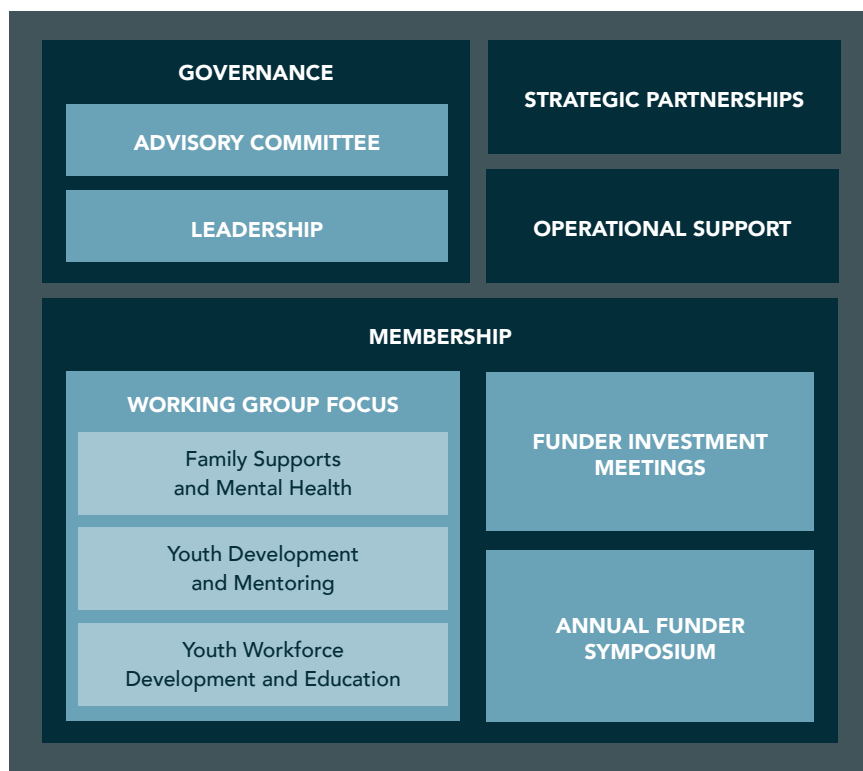 GOVERNANCE
ADVISORY COMMITTEE
LEADERSHIP
STRATEGIC PARTNERSHIPS
OPERATIONAL SUPPORT
MEMBERSHIP
WORKING GROUP FOCUS
Family Supports
and Mental Health
Youth Development
and Mentoring
Youth Workforce
Development and Education
FUNDER INVESTMENT
MEETINGS
ANNUAL FUNDER
SYMPOSIUM